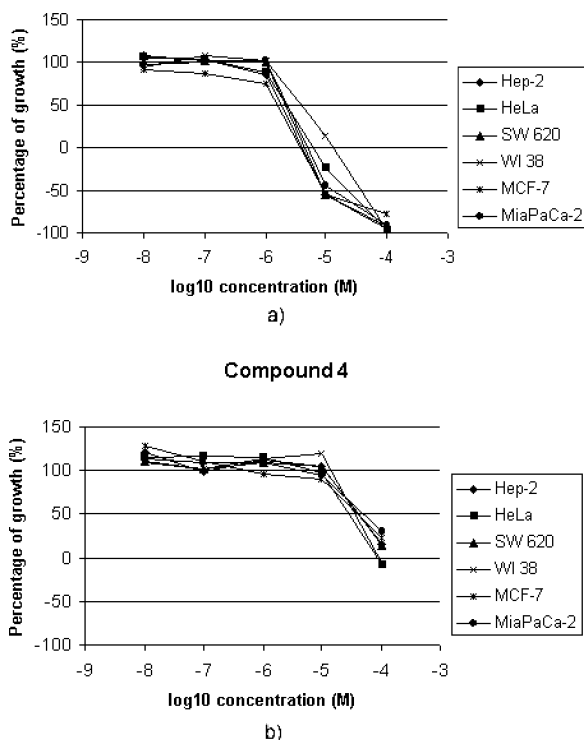 150
100
50
0
-50
-100
Percentage of growth (%)
-9 -8 -7 -6 -5 -4 -3
log10 concentration (M)
Hep-2
HeLa
SW 620
WI 38
MCF-7
MiaPaCa-2
a)
Compound 4
150
100
50
0
-50
-100
Percentage of growth (%)
-9 -8 -7 -6 -5 -4 -3
log10 concentration (M)
Hep-2
HeLa
SW 620
WI 38
MCF-7
MiaPaCa-2
b)